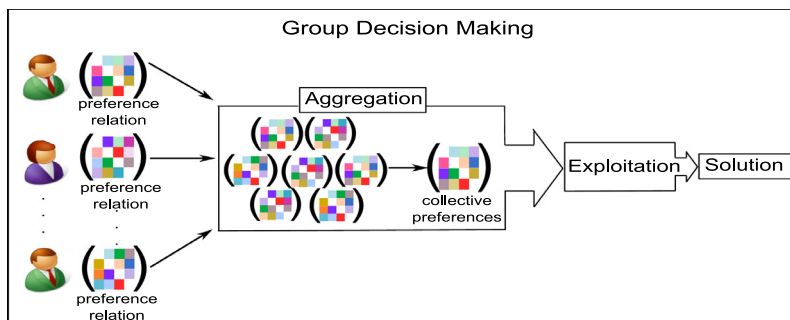 Group Decision Making
preference
relation
preference
relation
preference
relation
Aggregation
collective
preferences
Exploitation
Solution